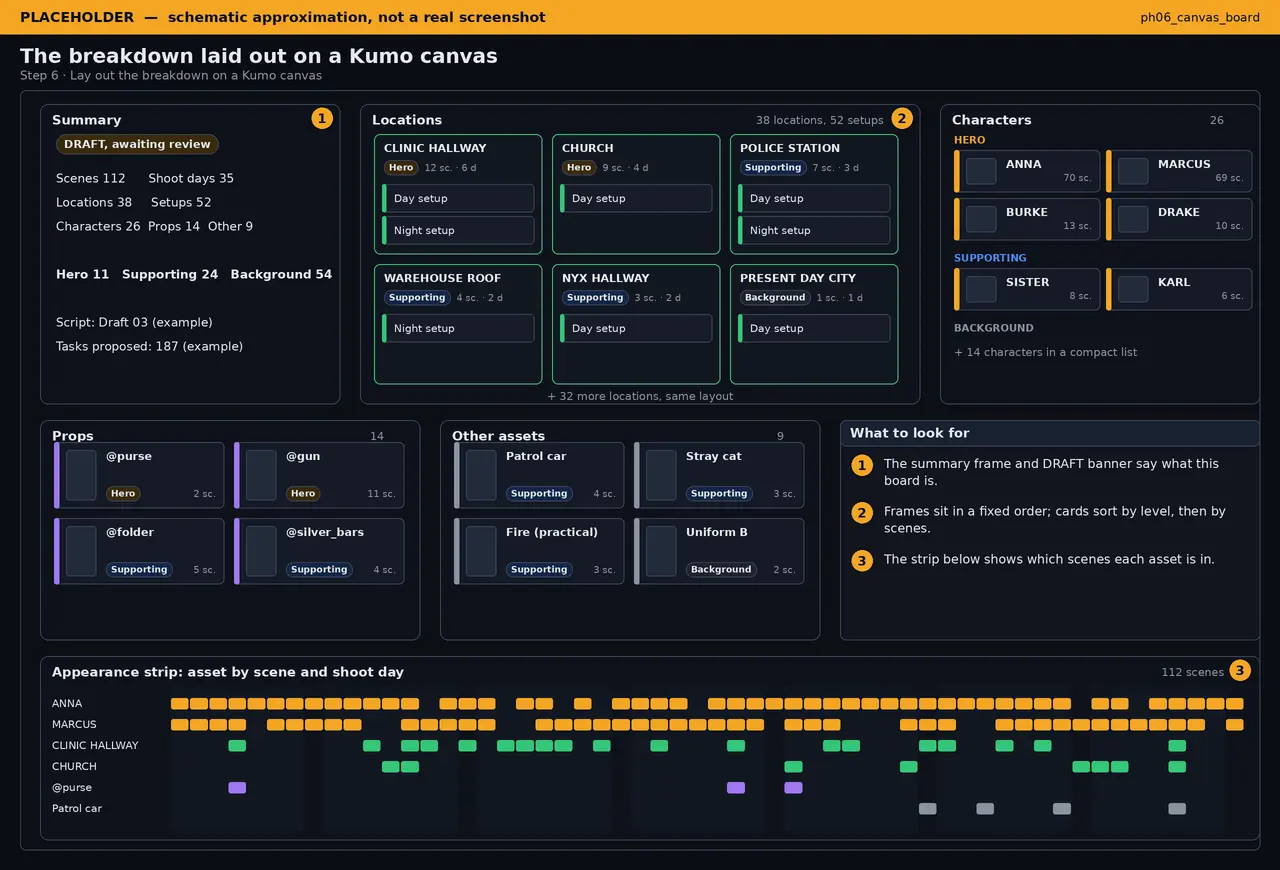 PLACEHOLDER — schematic approximation, not a real screenshot
ph06_canvas_board
The breakdown laid out on a Kumo canvas
Step 6 · Lay out the breakdown on a Kumo canvas
Summary
1
DRAFT, awaiting review
Scenes 112 Shoot days 35
Locations 38 Setups 52
Characters 26 Props 14 Other 9
Hero 11 Supporting 24 Background 54
Script: Draft 03 (example)
Tasks proposed: 187 (example)
Locations
38 locations, 52 setups
2
CLINIC HALLWAY
Hero 12 sc. · 6 d
Day setup
Night setup
CHURCH
Hero 9 sc. · 4 d
Day setup
POLICE STATION
Supporting 7 sc. · 3 d
Day setup
Night setup
WAREHOUSE ROOF
Supporting 4 sc. · 2 d
Night setup
NYX HALLWAY
Supporting 3 sc. · 2 d
Day setup
PRESENT DAY CITY
Background 1 sc. · 1 d
Day setup
+ 32 more locations, same layout
Characters
26
HERO
ANNA
70 sc.
MARCUS
69 sc.
BURKE
13 sc.
DRAKE
10 sc.
SUPPORTING
SISTER
8 sc.
KARL
6 sc.
BACKGROUND
+ 14 characters in a compact list
Props
14
@purse
Hero 2 sc.
@gun
Hero 11 sc.
@folder
Supporting 5 sc.
@silver_bars
Supporting 4 sc.
Other assets
9
Patrol car
Supporting 4 sc.
Stray cat
Supporting 3 sc.
Fire (practical)
Supporting 3 sc.
Uniform B
Background 2 sc.
What to look for
1
The summary frame and DRAFT banner say what this
board is.
2
Frames sit in a fixed order; cards sort by level, then by
scenes.
3
The strip below shows which scenes each asset is in.
Appearance strip: asset by scene and shoot day
112 scenes
3
ANNA
MARCUS
CLINIC HALLWAY
CHURCH
@purse
Patrol car